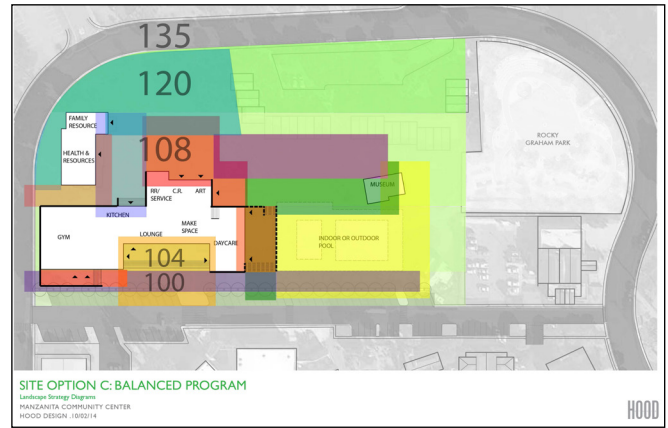 135
120
FAMILY
RESOURCE
108
HEALTH &
RESOURCES
ROCKY
GRAHAM PARK
MUSEUM
RR/
SERVICE
C.R.
ART
KITCHEN
MAKE
SPACE
GYM
LOUNGE
DAYCARE
INDOOR OR OUTDOOR
POOL
104
100
SITE OPTION C: BALANCED PROGRAM
Landscape Strategy Diagrams
MANZANITA COMMUNITY CENTER
HOOD DESIGN .10/02/14
HOOD